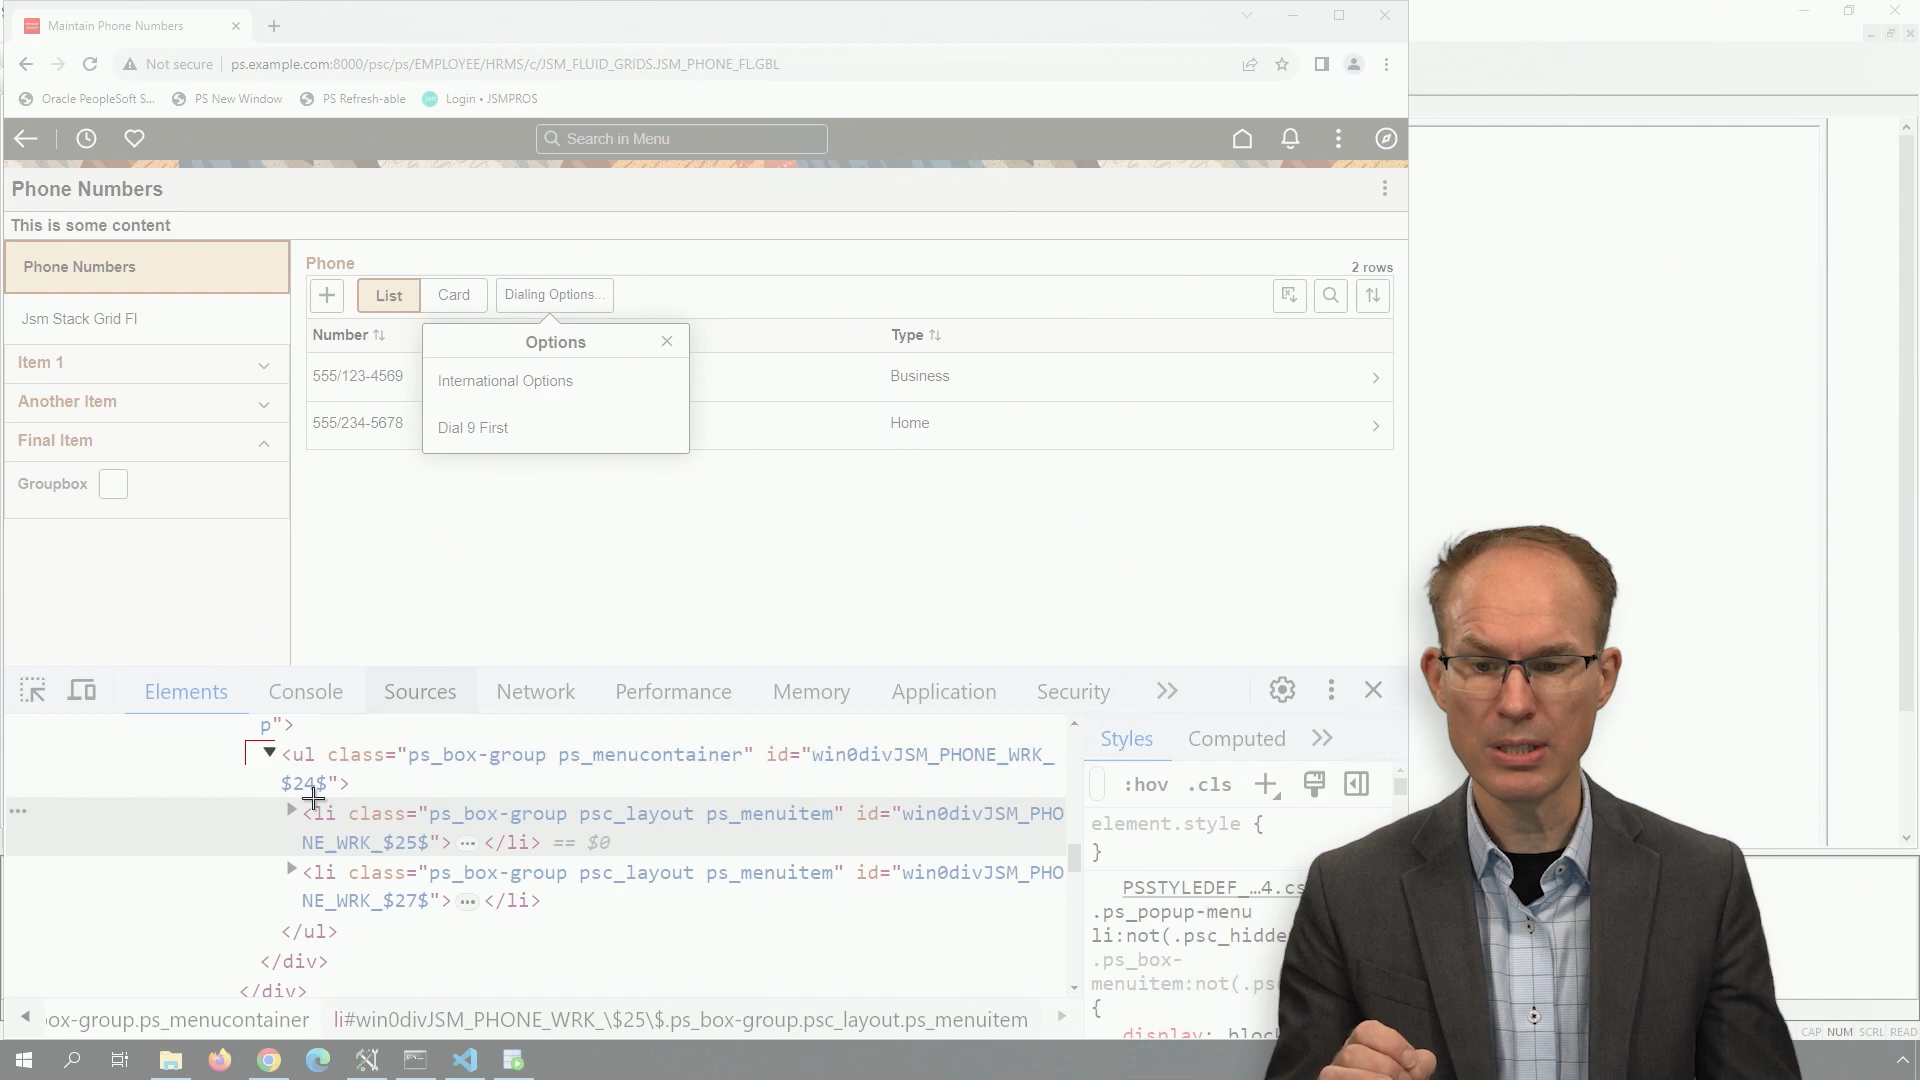 Maintain Phone Numbers
Not secure
ps.example.com:8000/psc/ps/EMPLOYEE/HRMS/c/JSM_FLUID_GRIDS.JSM_PHONE_FL.GBL
Oracle PeopleSoft S...
PS New Window
PS Refresh-able
Login • JSMPROS
Search in Menu
Phone Numbers
This is some content
Phone Numbers
Jsm Stack Grid Fl
Item 1
Another Item
Final Item
Groupbox
Phone
2 rows
List
Card
Dialing Options...
Number
Type
555/123-4569
Business
555/234-5678
Home
Options
International Options
Dial 9 First
Elements
Console
Sources
Network
Performance
Memory
Application
Security
p">
<ul class="ps_box-group ps_menucontainer" id="win0divJSM_PHONE_WRK_
$24$">
<li class="ps_box-group psc_layout ps_menuitem" id="win0divJSM_PHO
NE_WRK_$25$"> … </li> == $0
<li class="ps_box-group psc_layout ps_menuitem" id="win0divJSM_PHO
NE_WRK_$27$"> … </li>
</ul>
</div>
</div>
box-group.ps_menucontainer
li#win0divJSM_PHONE_WRK_\$25\$.ps_box-group.psc_layout.ps_menuitem
Styles
Computed
:hov
.cls
element.style {
}
PSSTYLEDEF_…4.cs
.ps_popup-menu
li:not(.psc_hidde
.ps_box-
menuitem:not(.ps
{
display: block
CAP NUM SCRL READ